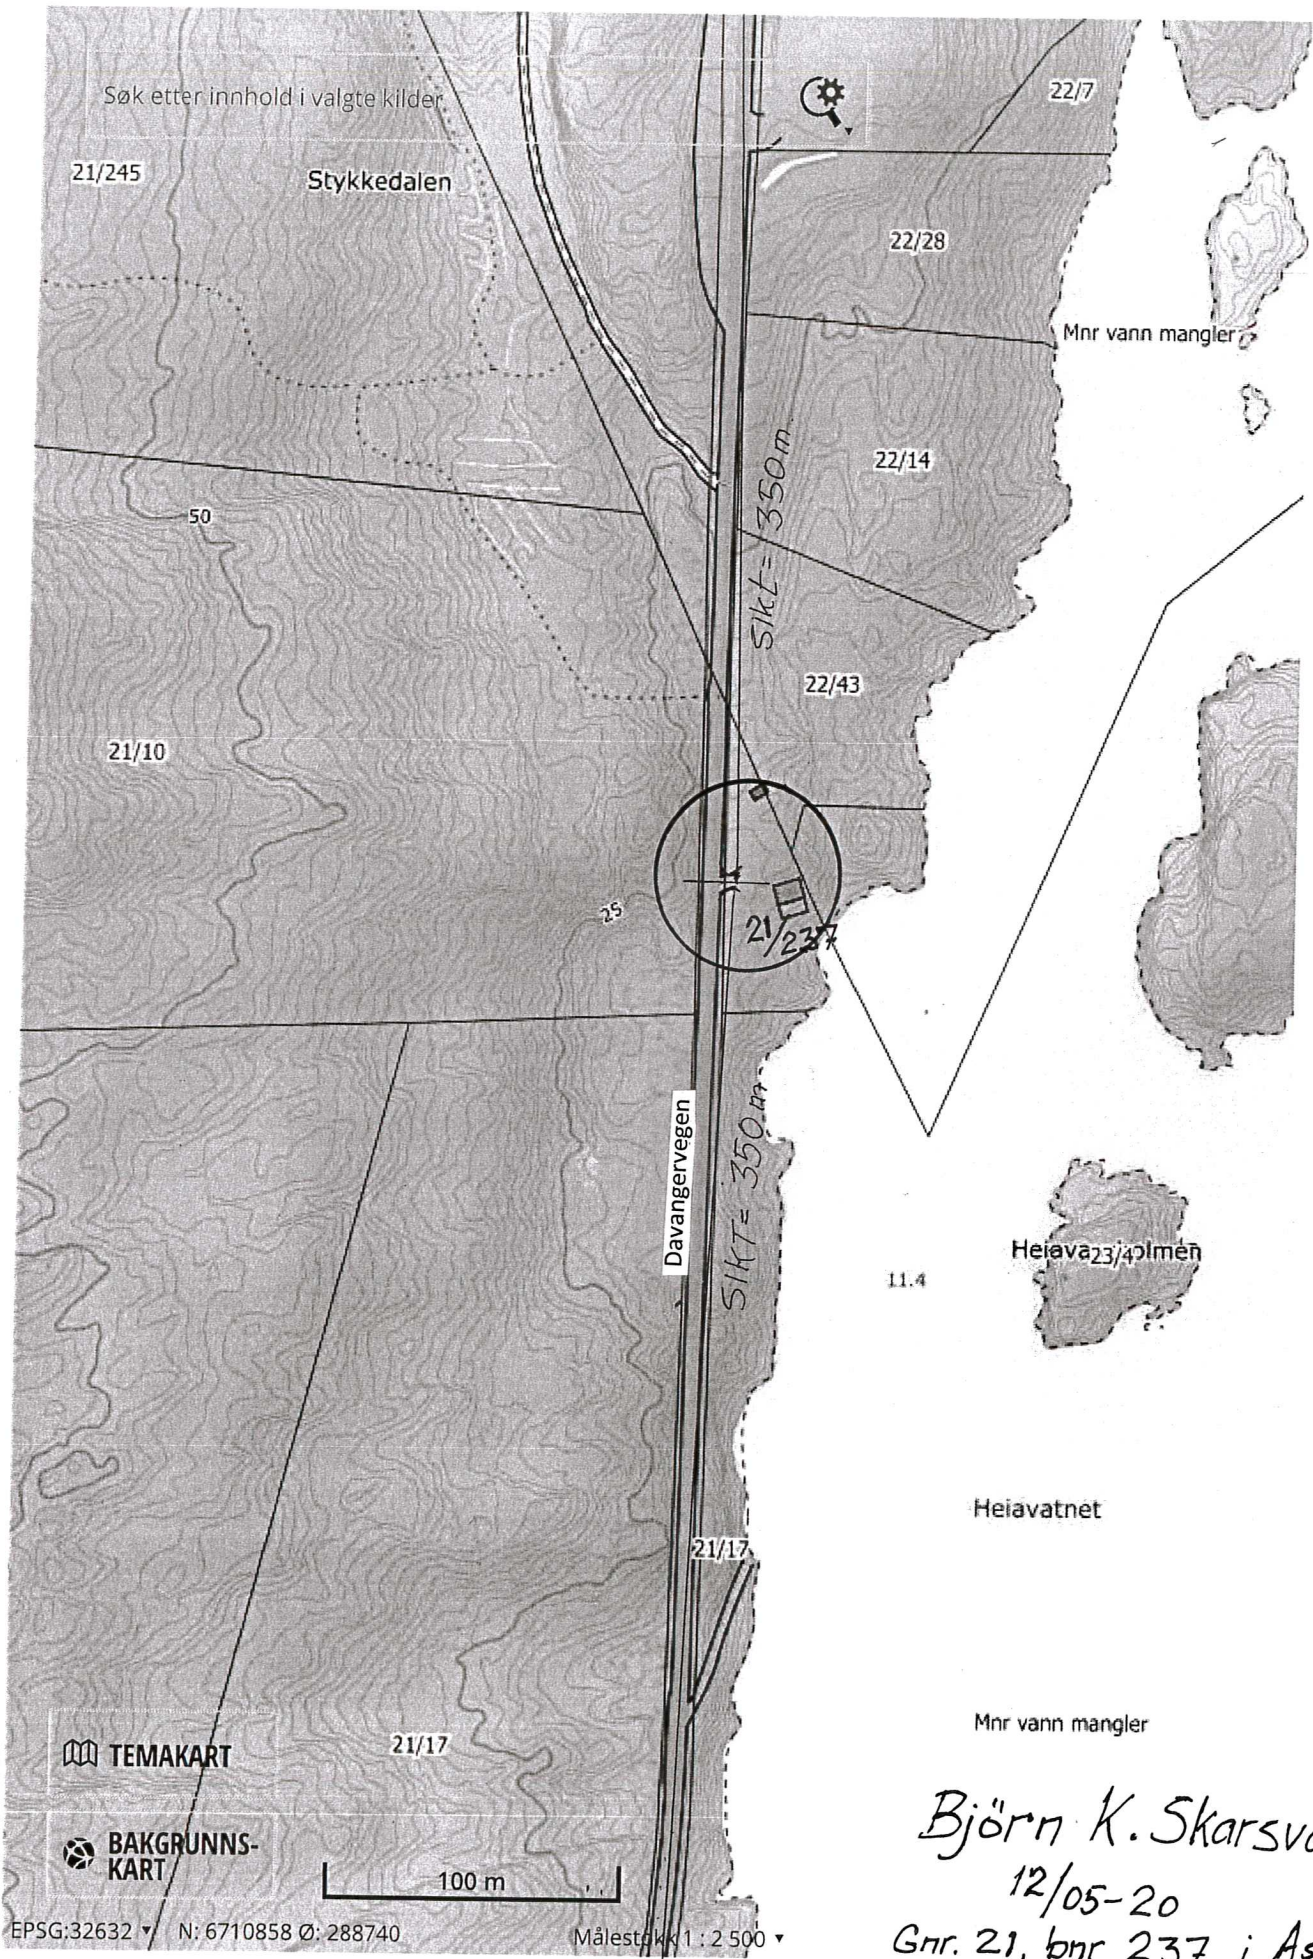 Søk etter innhold i valgte kilder
22/7
21/245
Stykkedalen
22/28
Mnr vann mangler
22/14
50
Sikt = 350 m.
22/43
21/10
25
21/237
Davangervegen
SIKT = 350 m
23/4
11.4
Heiavatnet
21/17
Mnr vann mangler
21/17
TEMAKART
BAKGRUNNS-
KART
100 m
Björn K.
12/05-20
Gnr. 21, bnr 237 i
EPSG:32632 N: 6710858 Ø: 288740
Målestokk 1 : 2 500